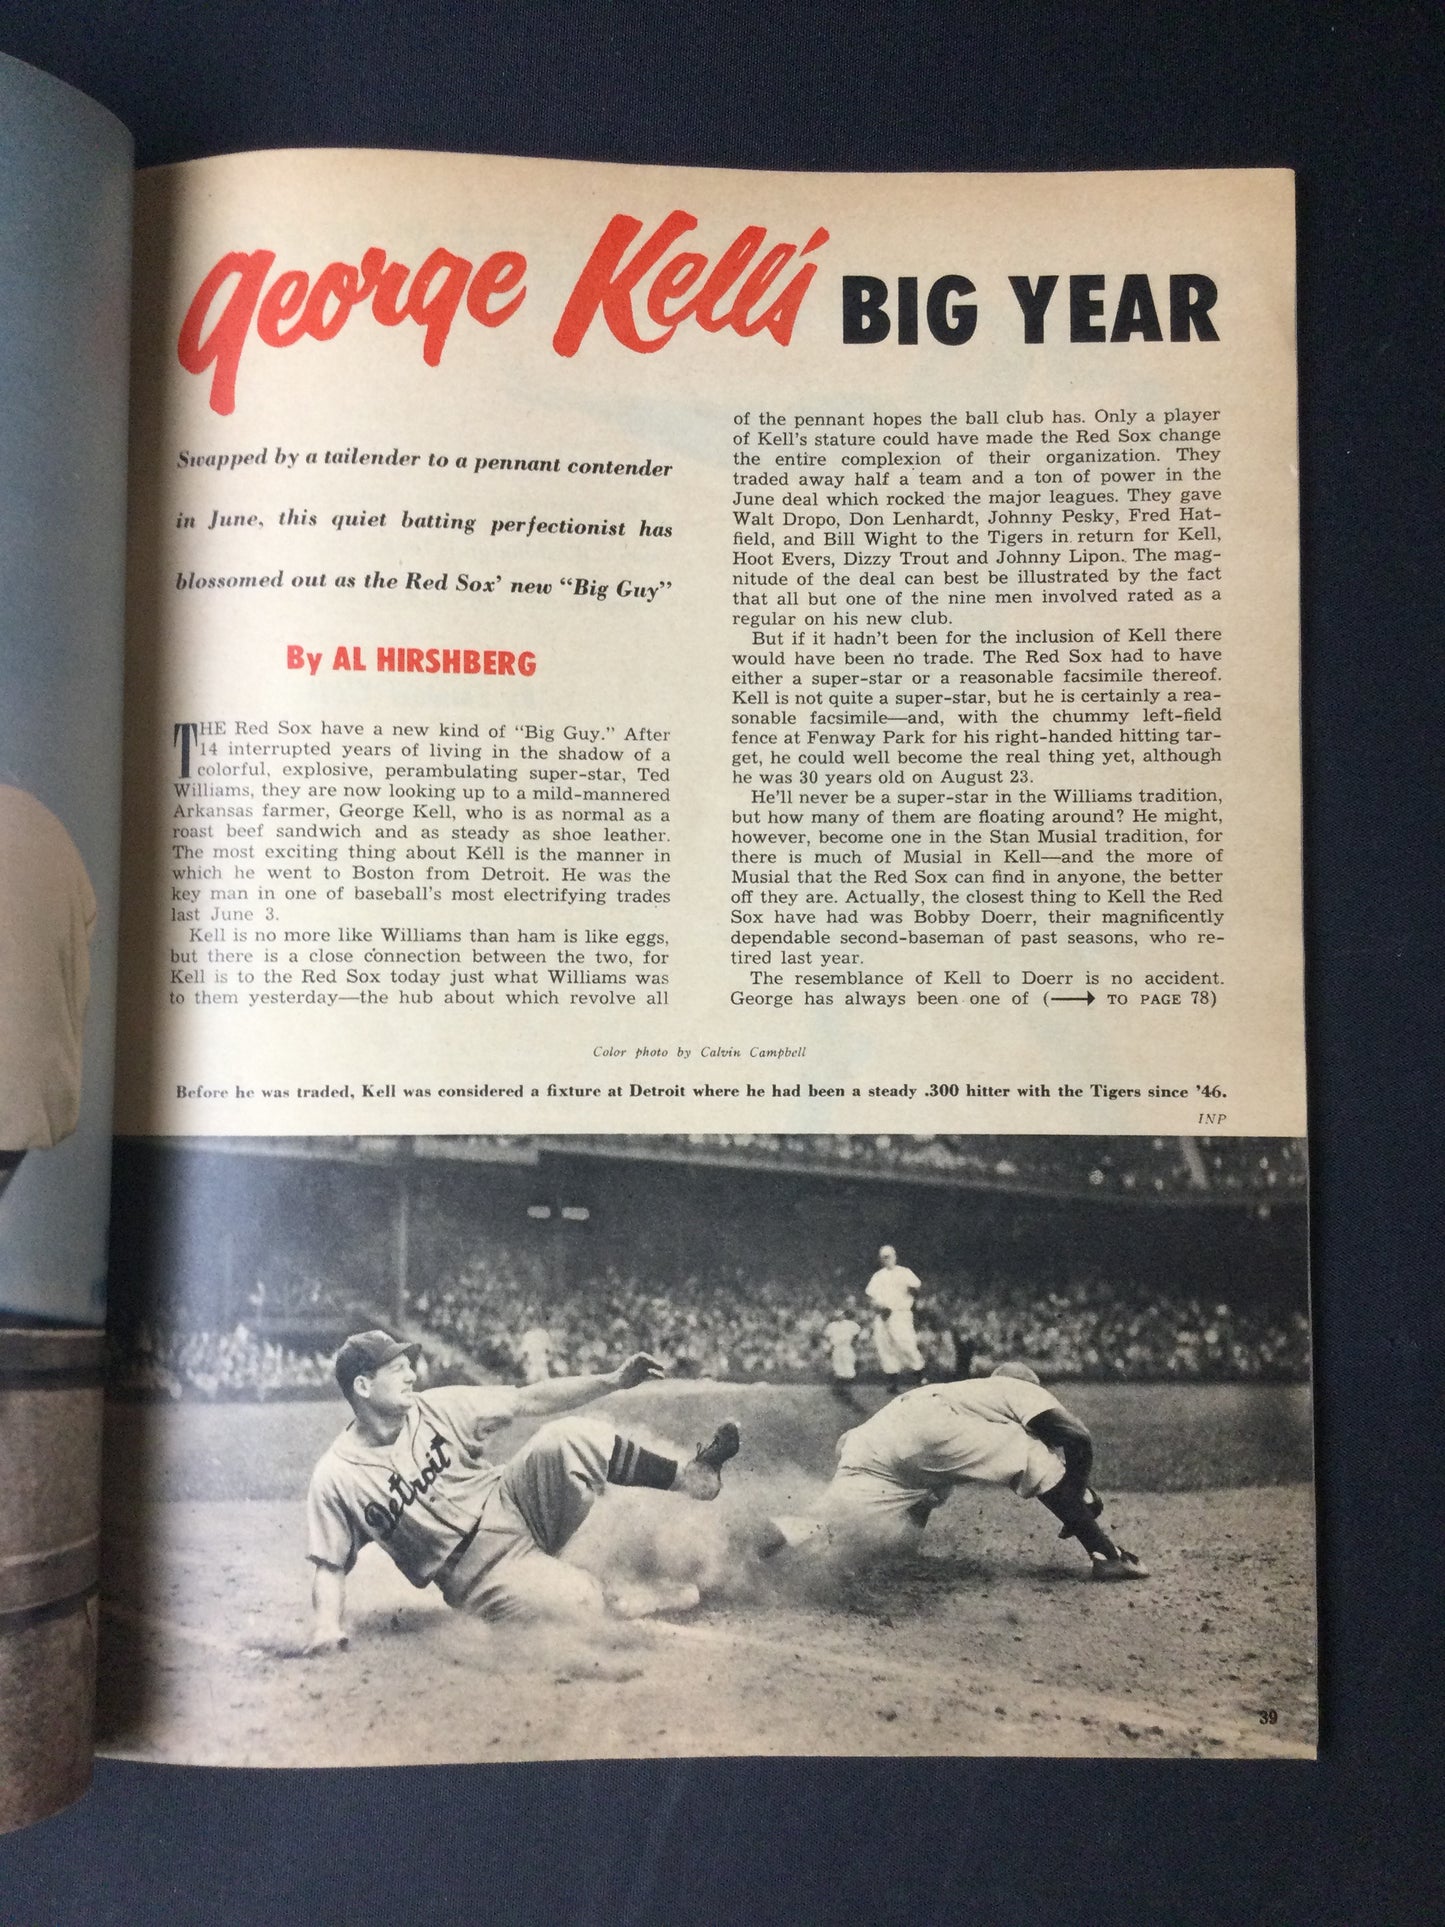 George Kell's BIG YEAR
Swapped by a tailender to a pennant contender
in June, this quiet batting perfectionist has
blossomed out as the Red Sox' new “Big Guy”
By AL HIRSHBERG
THE Red Sox have a new kind of “Big Guy.” After
14 interrupted years of living in the shadow of a
colorful, explosive, perambulating super-star, Ted
Williams, they are now looking up to a mild-mannered
Arkansas farmer, George Kell, who is as normal as a
roast beef sandwich and as steady as shoe leather.
The most exciting thing about Kell is the manner in
which he went to Boston from Detroit. He was the
key man in one of baseball's most electrifying trades
last June 3.
Kell is no more like Williams than ham is like eggs,
but there is a close connection between the two, for
Kell is to the Red Sox today just what Williams was
to them yesterday—the hub about which revolve all
of the pennant hopes the ball club has. Only a player
of Kell's stature could have made the Red Sox change
the entire complexion of their organization. They
traded away half a team and a ton of power in the
June deal which rocked the major leagues. They gave
Walt Dropo, Don Lenhardt, Johnny Pesky, Fred Hat-
field, and Bill Wight to the Tigers in return for Kell,
Hoot Evers, Dizzy Trout and Johnny Lipon. The mag-
nitude of the deal can best be illustrated by the fact
that all but one of the nine men involved rated as a
regular on his new club.
But if it hadn't been for the inclusion of Kell there
would have been no trade. The Red Sox had to have
either a super-star or a reasonable facsimile thereof.
Kell is not quite a super-star, but he is certainly a rea-
sonable facsimile—and, with the chummy left-field
fence at Fenway Park for his right-handed hitting tar-
get, he could well become the real thing yet, although
he was 30 years old on August 23.
He'll never be a super-star in the Williams tradition,
but how many of them are floating around? He might,
however, become one in the Stan Musial tradition, for
there is much of Musial in Kell—and the more of
Musial that the Red Sox can find in anyone, the better
off they are. Actually, the closest thing to Kell the Red
Sox have had was Bobby Doerr, their magnificently
dependable second-baseman of past seasons, who re-
tired last year.
The resemblance of Kell to Doerr is no accident.
George has always been one of (⟶ TO PAGE 78)
Color photo by Calvin Campbell
Before he was traded, Kell was considered a fixture at Detroit where he had been a steady .300 hitter with the Tigers since '46.
INP
Detroit
39